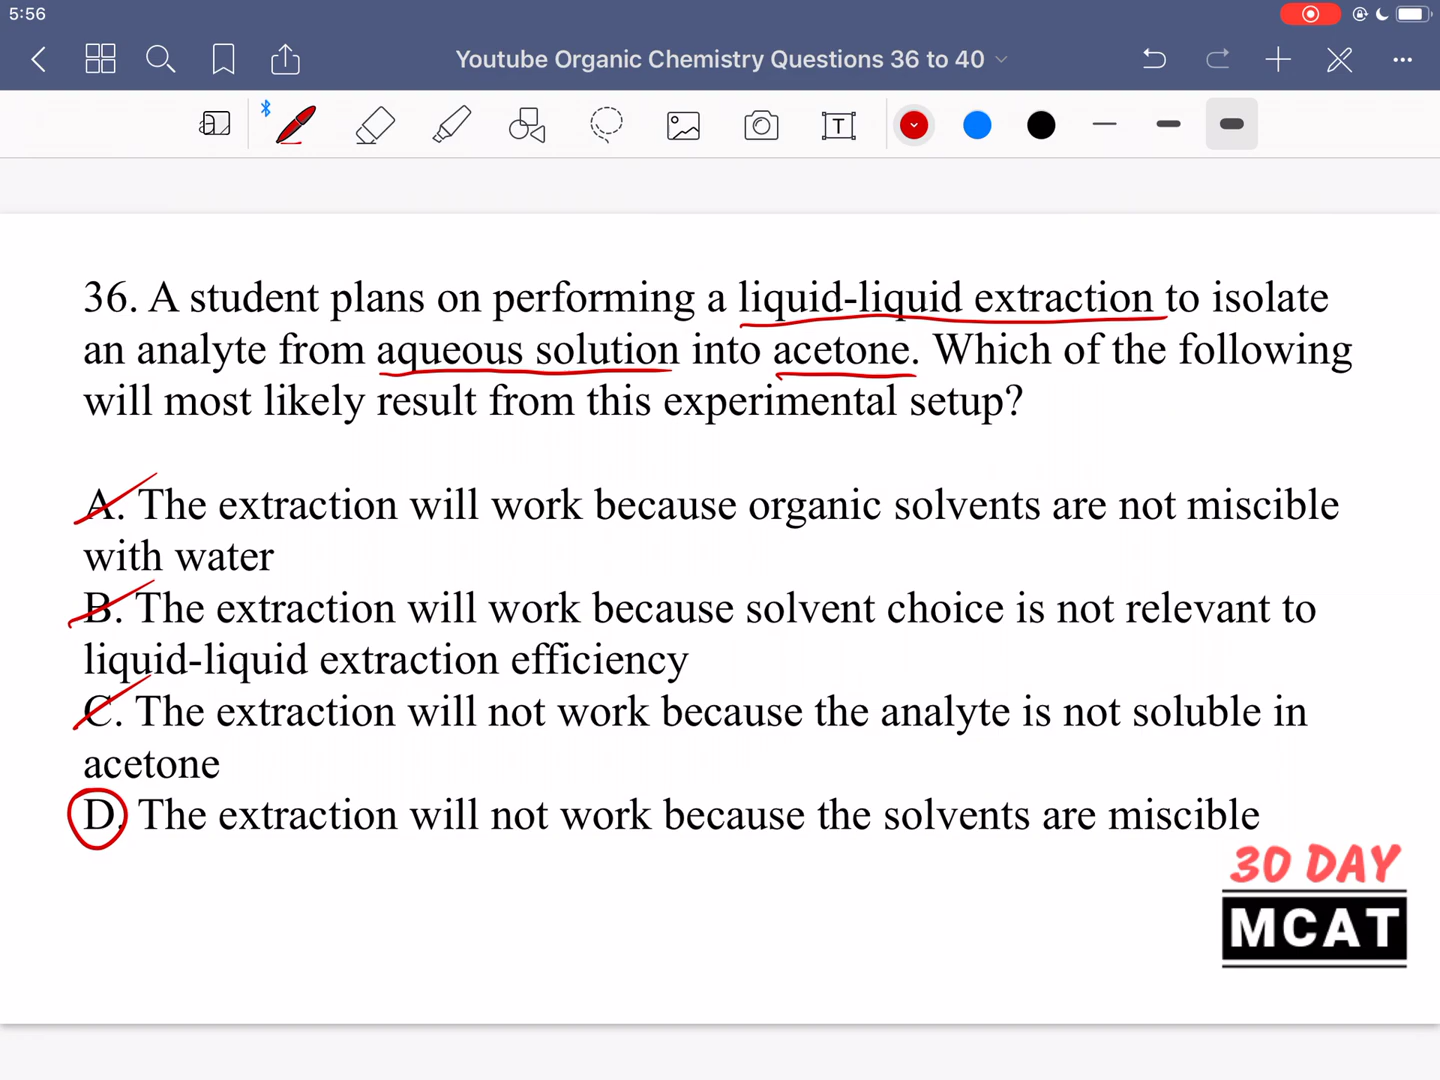 5:56
Youtube Organic Chemistry Questions 36 to 40
T
36. A student plans on performing a liquid-liquid extraction to isolate
an analyte from aqueous solution into acetone. Which of the following
will most likely result from this experimental setup?
A. The extraction will work because organic solvents are not miscible
with water
B. The extraction will work because solvent choice is not relevant to
liquid-liquid extraction efficiency
C. The extraction will not work because the analyte is not soluble in
acetone
D. The extraction will not work because the solvents are miscible
30 DAY
MCAT